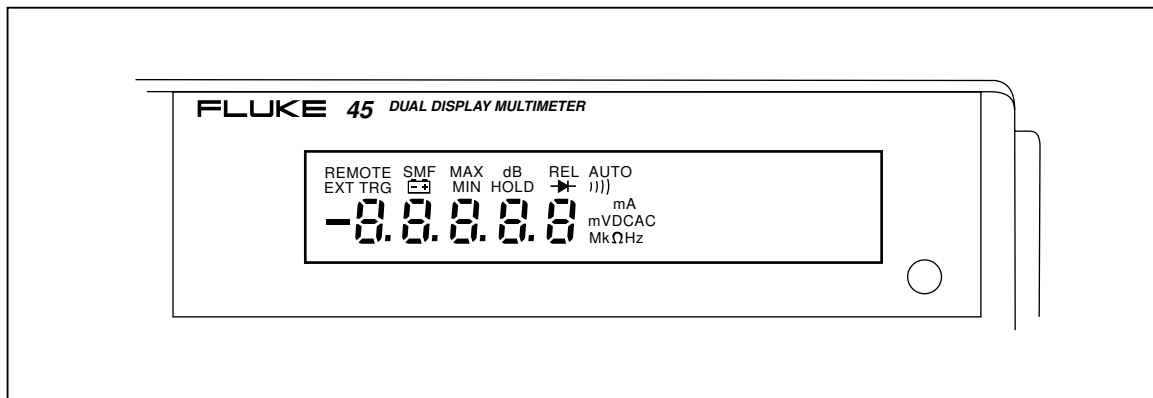 FLUKE 45 DUAL DISPLAY MULTIMETER
REMOTE SMF MAX dB REL AUTO
EXT TRG MIN HOLD ))))
mA
-8.8.8.8.8 mVDCAC
MkΩHz